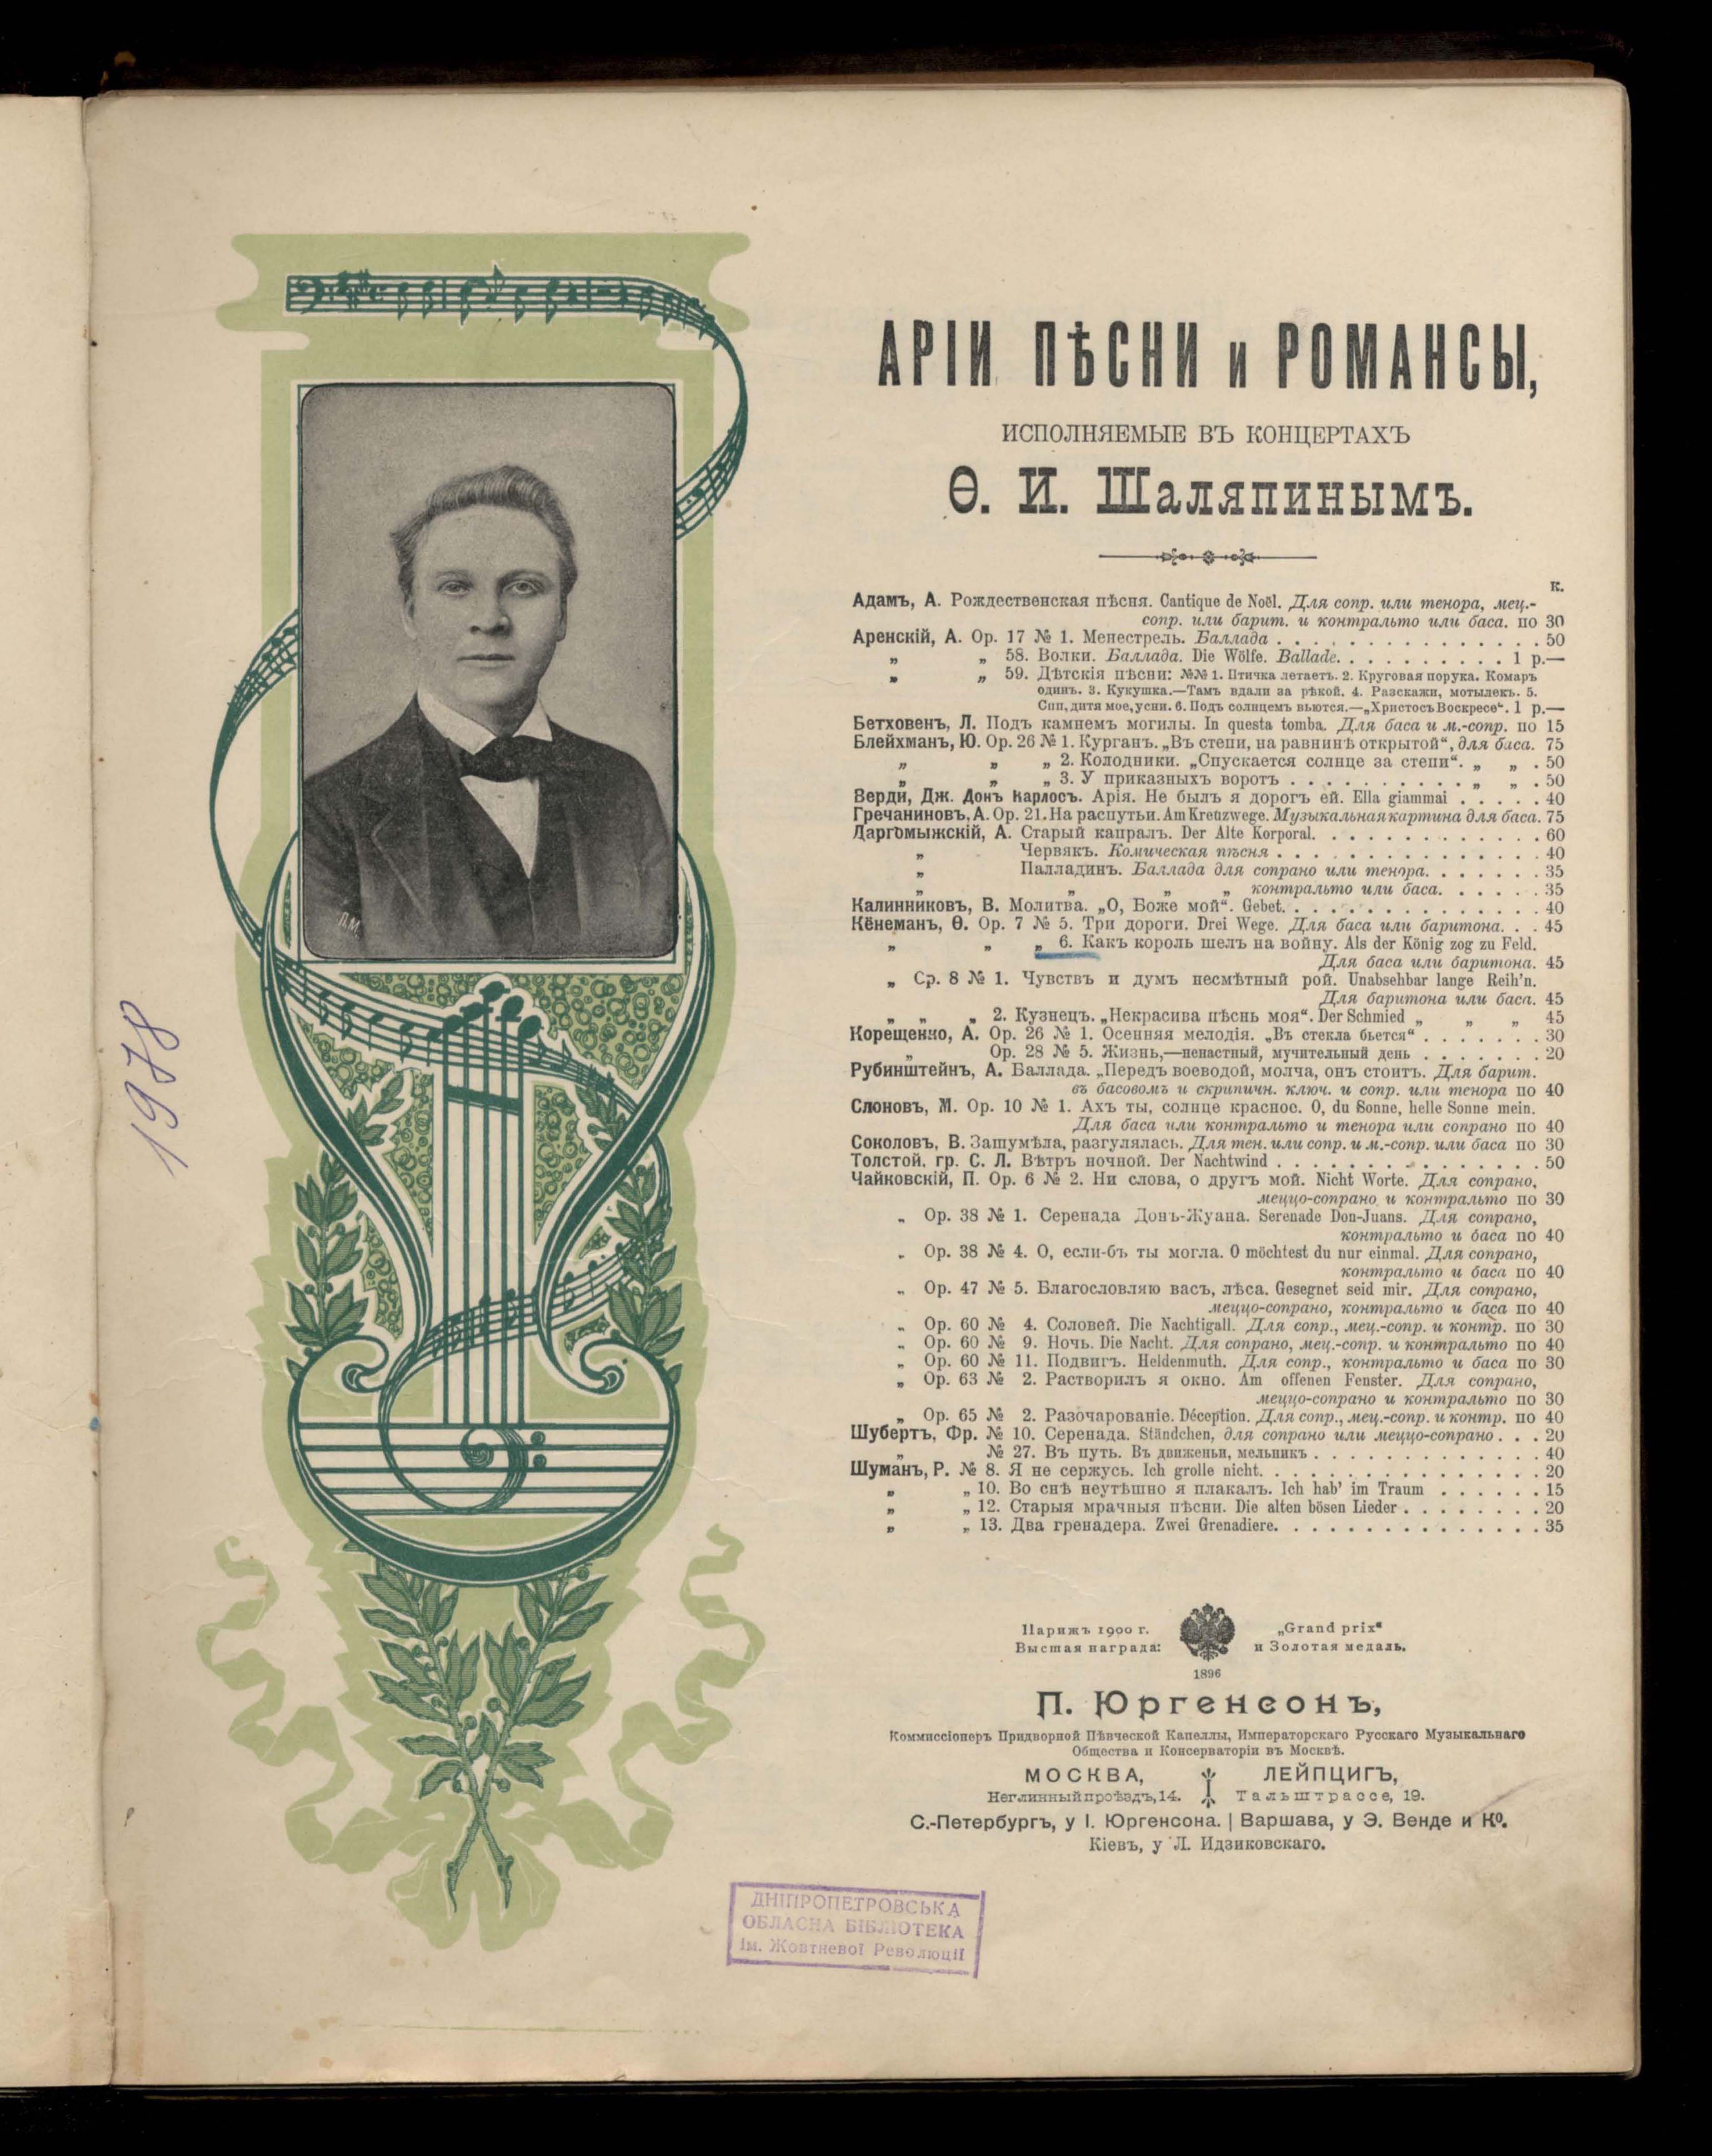 1978
П.М.
АРІИ ПѢСНИ и РОМАНСЫ,
ИСПОЛНЯЕМЫЕ ВЪ КОНЦЕРТАХЪ
Ѳ. И. Шаляпинымъ.
к.
Адамъ, А. Рождественская пѣсня. Cantique de Noël. Для сопр. или тенора, мец.-
сопр. или барит. и контральто или баса. по 30
Аренскій, А. Op. 17 № 1. Менестрель. Баллада . . . . . . . . . . . . . . . 50
„ „ 58. Волки. Баллада. Die Wölfe. Ballade. . . . . . . . . . . 1 р.—
„ „ 59. Дѣтскія пѣсни: №№ 1. Птичка летаетъ. 2. Круговая порука. Комаръ
одинъ. 3. Кукушка.—Тамъ вдали за рѣкой. 4. Разскажи, мотылекъ. 5.
Спи, дитя мое, усни. 6. Подъ солнцемъ вьются.—„Христосъ Воскресе“. 1 р.—
Бетховенъ, Л. Подъ камнемъ могилы. In questa tomba. Для баса и м.-сопр. по 15
Блейхманъ, Ю. Op. 26 № 1. Курганъ. „Въ степи, на равнинѣ открытой“, для баса. 75
„ „ „ 2. Колодники. „Спускается солнце за степи“. „ „ . 50
„ „ „ 3. У приказныхъ воротъ . . . . . . . . . . „ „ . 50
Верди, Дж. Донъ Карлосъ. Арія. Не былъ я дорогъ ей. Ella giammai . . . . . 40
Гречаниновъ, А. Op. 21. На распутьи. Am Kreuzwege. Музыкальная картина для баса. 75
Даргомыжскій, А. Старый капралъ. Der Alte Korporal. . . . . . . . . . . . . 60
„ Червякъ. Комическая пѣсня . . . . . . . . . . . . . . . 40
„ Палладинъ. Баллада для сопрано или тенора. . . . . . . 35
„ „ „ „ контральто или баса. . . . . . 35
Калинниковъ, В. Молитва. „О, Боже мой“. Gebet. . . . . . . . . . . . . . . 40
Кёнеманъ, Ѳ. Op. 7 № 5. Три дороги. Drei Wege. Для баса или баритона. . . 45
„ „ „ 6. Какъ король шелъ на войну. Als der König zog zu Feld.
Для баса или баритона. 45
„ Ор. 8 № 1. Чувствъ и думъ несмѣтный рой. Unabsehbar lange Reih'n.
Для баритона или баса. 45
„ „ „ 2. Кузнецъ. „Некрасива пѣснь моя“. Der Schmied „ „ „ 45
Корещенко, А. Op. 26 № 1. Осенняя мелодія. „Въ стекла бьется“ . . . . . . . 30
„ Op. 28 № 5. Жизнь,—ненастный, мучительный день . . . . . . . 20
Рубинштейнъ, А. Баллада. „Передъ воеводой, молча, онъ стоитъ. Для барит.
въ басовомъ и скрипичн. ключ. и сопр. или тенора по 40
Слоновъ, М. Op. 10 № 1. Ахъ ты, солнце красное. O, du Sonne, helle Sonne mein.
Для баса или контральто и тенора или сопрано по 40
Соколовъ, В. Зашумѣла, разгулялась. Для тен. или сопр. и м.-сопр. или баса по 30
Толстой, гр. С. Л. Вѣтръ ночной. Der Nachtwind . . . . . . . . . . . . . . . 50
Чайковскій, П. Op. 6 № 2. Ни слова, о другъ мой. Nicht Worte. Для сопрано,
меццо-сопрано и контральто по 30
„ Op. 38 № 1. Серенада Донъ-Жуана. Serenade Don-Juans. Для сопрано,
контральто и баса по 40
„ Op. 38 № 4. О, если-бъ ты могла. O möchtest du nur einmal. Для сопрано,
контральто и баса по 40
„ Op. 47 № 5. Благословляю васъ, лѣса. Gesegnet seid mir. Для сопрано,
меццо-сопрано, контральто и баса по 40
„ Op. 60 № 4. Соловей. Die Nachtigall. Для сопр., мец.-сопр. и контр. по 30
„ Op. 60 № 9. Ночь. Die Nacht. Для сопрано, мец.-сопр. и контральто по 40
„ Op. 60 № 11. Подвигъ. Heldenmuth. Для сопр., контральто и баса по 30
„ Op. 63 № 2. Растворилъ я окно. Am offenen Fenster. Для сопрано,
меццо-сопрано и контральто по 30
„ Op. 65 № 2. Разочарованіе. Déception. Для сопр., мец.-сопр. и контр. по 40
Шубертъ, Фр. № 10. Серенада. Ständchen, для сопрано или меццо-сопрано . . . 20
„ № 27. Въ путь. Въ движеньи, мельникъ . . . . . . . . . . . . . 40
Шуманъ, Р. № 8. Я не сержусь. Ich grolle nicht. . . . . . . . . . . . . . . . 20
„ „ 10. Во снѣ неутѣшно я плакалъ. Ich hab' im Traum . . . . . . 15
„ „ 12. Старыя мрачныя пѣсни. Die alten bösen Lieder . . . . . . . . 20
„ „ 13. Два гренадера. Zwei Grenadiere. . . . . . . . . . . . . . . . 35
Парижъ 1900 г. „Grand prix“
Высшая награда: и Золотая медаль.
1896
П. Юргенсонъ,
Коммиссіонеръ Придворной Пѣвческой Капеллы, Императорскаго Русскаго Музыкальнаго
Общества и Консерваторіи въ Москвѣ.
МОСКВА, ЛЕЙПЦИГЪ,
Неглинный проѣздъ, 14. Тальштрассе, 19.
С.-Петербургъ, у І. Юргенсона. | Варшава, у Э. Венде и Ко.
Кіевъ, у Л. Идзиковскаго.
ДНІПРОПЕТРОВСЬКА
ОБЛАСНА БІБЛІОТЕКА
ім. Жовтневої Революції